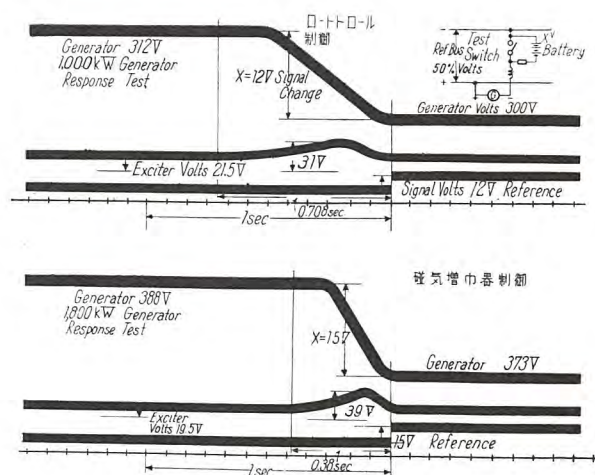 ロートトロール
制御
Generator 312V
1,000kW Generator
Response Test
X=12V Signal
Change
Ref Bus
50% Volts
Test
Switch
XV
Battery
G
Generator Volts 300V
Exciter Volts 21.5V
3.1V
Signal Volts 12V Reference
0.708sec
1sec
磁気増巾器制御
Generator 388V
1,800kW Generator
Response Test
X=15V
Generator 373V
39V
Exciter
Volts 19.5V
15V Reference
0.38sec
1sec